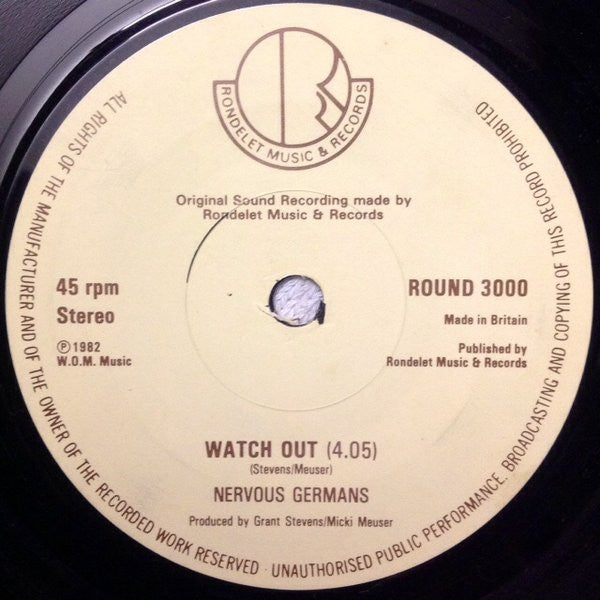 R
RONDELET MUSIC & RECORDS
Original Sound Recording made by
Rondelet Music & Records
45 rpm
Stereo
ROUND 3000
Made in Britain
℗ 1982
W.O.M. Music
Published by
Rondelet Music & Records
WATCH OUT (4.05)
(Stevens/Meuser)
NERVOUS GERMANS
Produced by Grant Stevens/Micki Meuser
ALL RIGHTS OF THE MANUFACTURER AND OF THE OWNER OF THE RECORDED WORK RESERVED · UNAUTHORISED PUBLIC PERFORMANCE, BROADCASTING AND COPYING OF THIS RECORD PROHIBITED